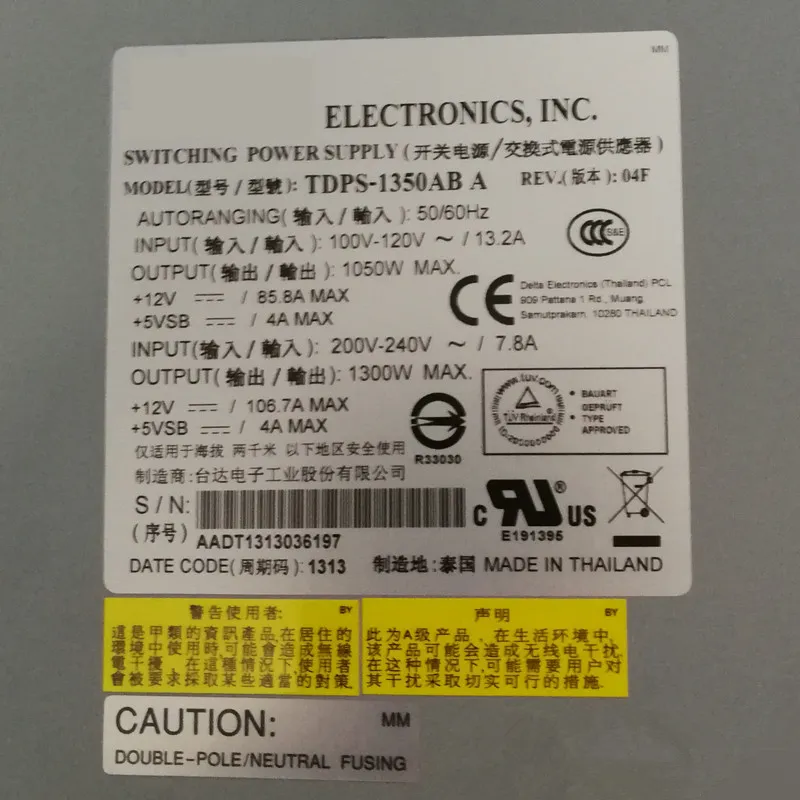 MM
ELECTRONICS, INC.
SWITCHING POWER SUPPLY (开关电源/交換式電源供應器)
MODEL(型号/型號): TDPS-1350AB A REV.(版本): 04F
AUTORANGING(输入/輸入): 50/60Hz
INPUT(输入/輸入): 100V-120V ~ / 13.2A
S&E
OUTPUT(输出/輸出): 1050W MAX.
+12V ⎓ / 85.8A MAX
+5VSB ⎓ / 4A MAX
CE
Delta Electronics (Thailand) PCL
909 Pattana 1 Rd., Muang,
Samutprakarn, 10280 THAILAND
INPUT(输入/輸入): 200V-240V ~ / 7.8A
OUTPUT(输出/輸出): 1300W MAX.
+12V ⎓ / 106.7A MAX
+5VSB ⎓ / 4A MAX
R33030
www.tuv.com
TÜV Rheinland
• BAUART
GEPRUFT
• TYPE
APPROVED
仅适用于海拔 两千米 以下地区安全使用
制造商:台达电子工业股份有限公司
S/N:
(序号)
AADT1313036197
c RU ® US
E191395
DATE CODE(周期码): 1313 制造地:泰国 MADE IN THAILAND
警告使用者: BY
這是甲類的資訊產品,在居住的
環境中使用時,可能會造成無線
電干擾,在這種情況下,使用者
會被要求採取某些適當的對策.
声明 BY
此为A级产品、在生活环境中,
该产品可能会造成无线电干扰,
在这种情况下,可能需要用户对
其干扰采取切实可行的措施.
CAUTION: MM
DOUBLE-POLE/NEUTRAL FUSING